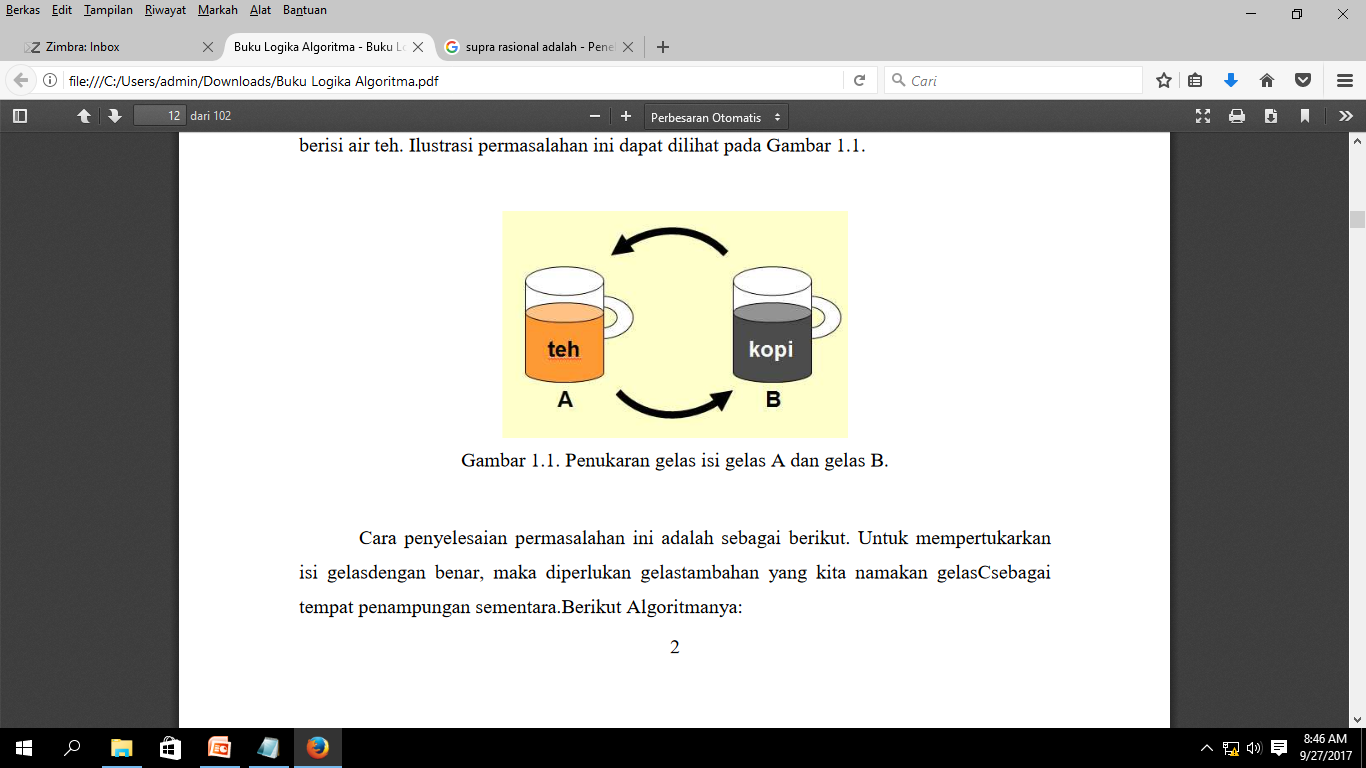 Berkas Edit Tampilan Riwayat Markah Alat Bantuan
Zimbra: Inbox
Buku Logika Algoritma - Buku Lo
supra rasional adalah - Pene
file:///C:/Users/admin/Downloads/Buku Logika Algoritma.pdf
Cari
12 dari 102
Perbesaran Otomatis
berisi air teh. Ilustrasi permasalahan ini dapat dilihat pada Gambar 1.1.
teh
kopi
A
B
Gambar 1.1. Penukaran gelas isi gelas A dan gelas B.
Cara penyelesaian permasalahan ini adalah sebagai berikut. Untuk mempertukarkan
isi gelasdengan benar, maka diperlukan gelastambahan yang kita namakan gelasCsebagai
tempat penampungan sementara.Berikut Algoritmanya:
2
8:46 AM
9/27/2017